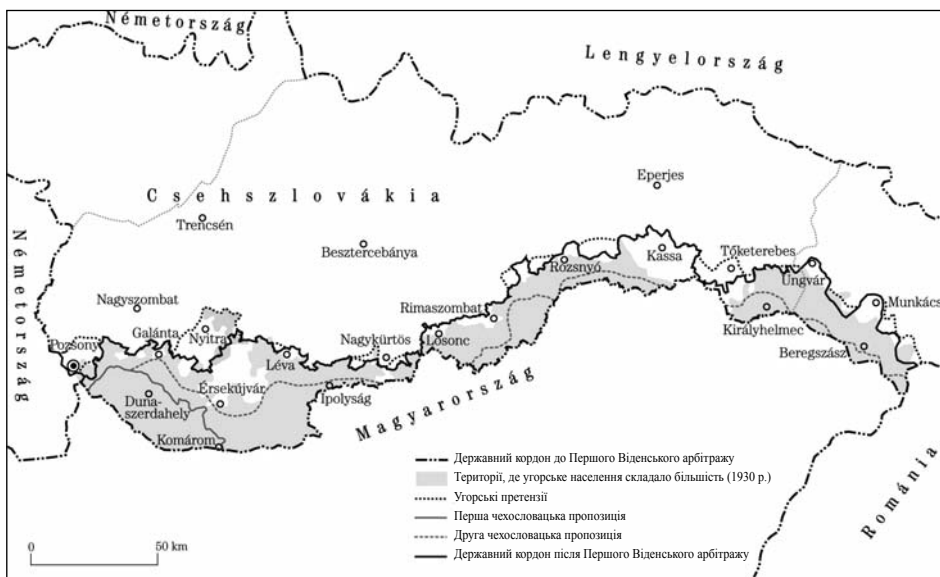 Németország
Lengyelország
Eperjes
Csehszlovákia
Trencsén
Besztercebánya
Kassa
Tőketerebes
Rozsnyó
Ungvár
Németország
Nagyszombat
Munkács
Rimaszombat
Királyhelmec
Galánta
Nyitra
Nagykürtös
Losonc
Pozsony
Léva
Beregszász
Érsekújvár
Ipolyság
Magyarország
Duna-
szerdahely
Komárom
Románia
Державний кордон до Першого Віденського арбітражу
Території, де угорське населення складало більшість (1930 р.)
Угорські претензії
Перша чехословацька пропозиція
Друга чехословацька пропозиція
Державний кордон після Першого Віденського арбітражу
0 50 km